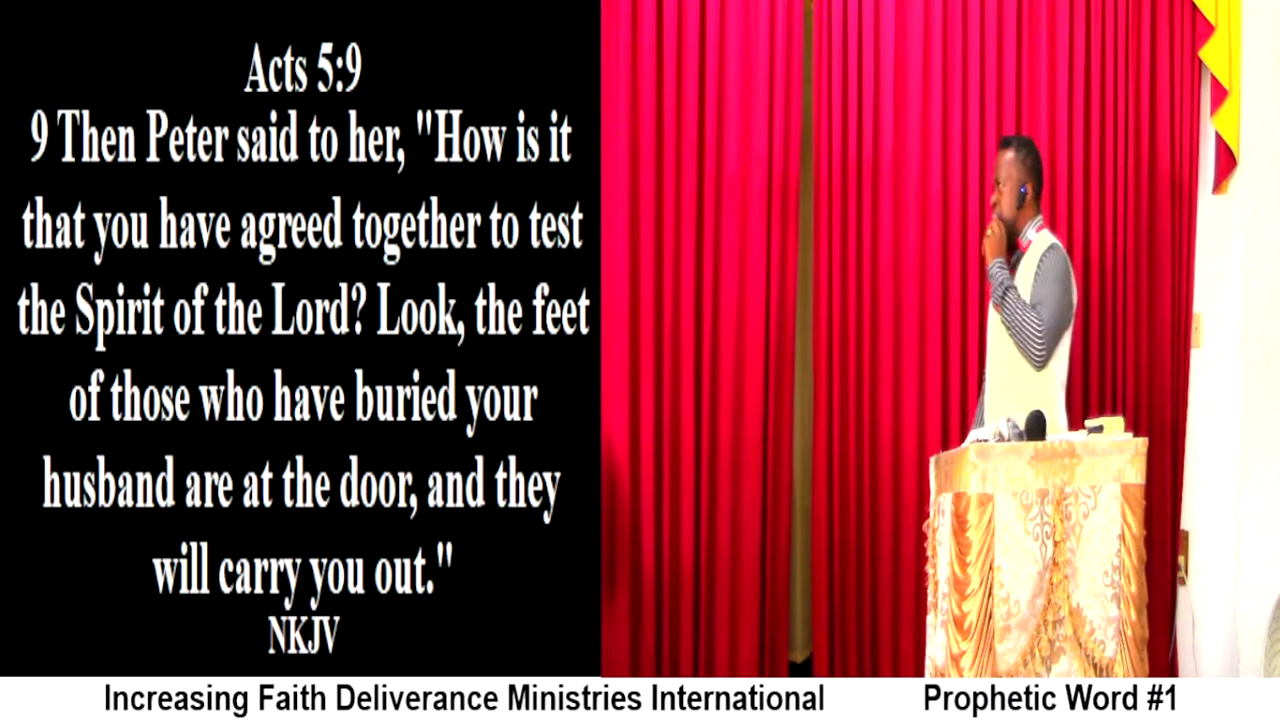 Acts 5:9
9 Then Peter said to her, "How is it
that you have agreed together to test
the Spirit of the Lord? Look, the feet
of those who have buried your
husband are at the door, and they
will carry you out."
NKJV
Increasing Faith Deliverance Ministries International
Prophetic Word #1